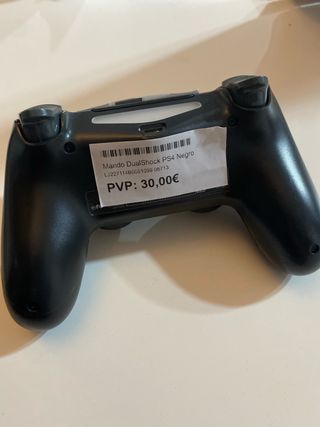 Mando DualShock PS4 Negro
PVP: 30,00€